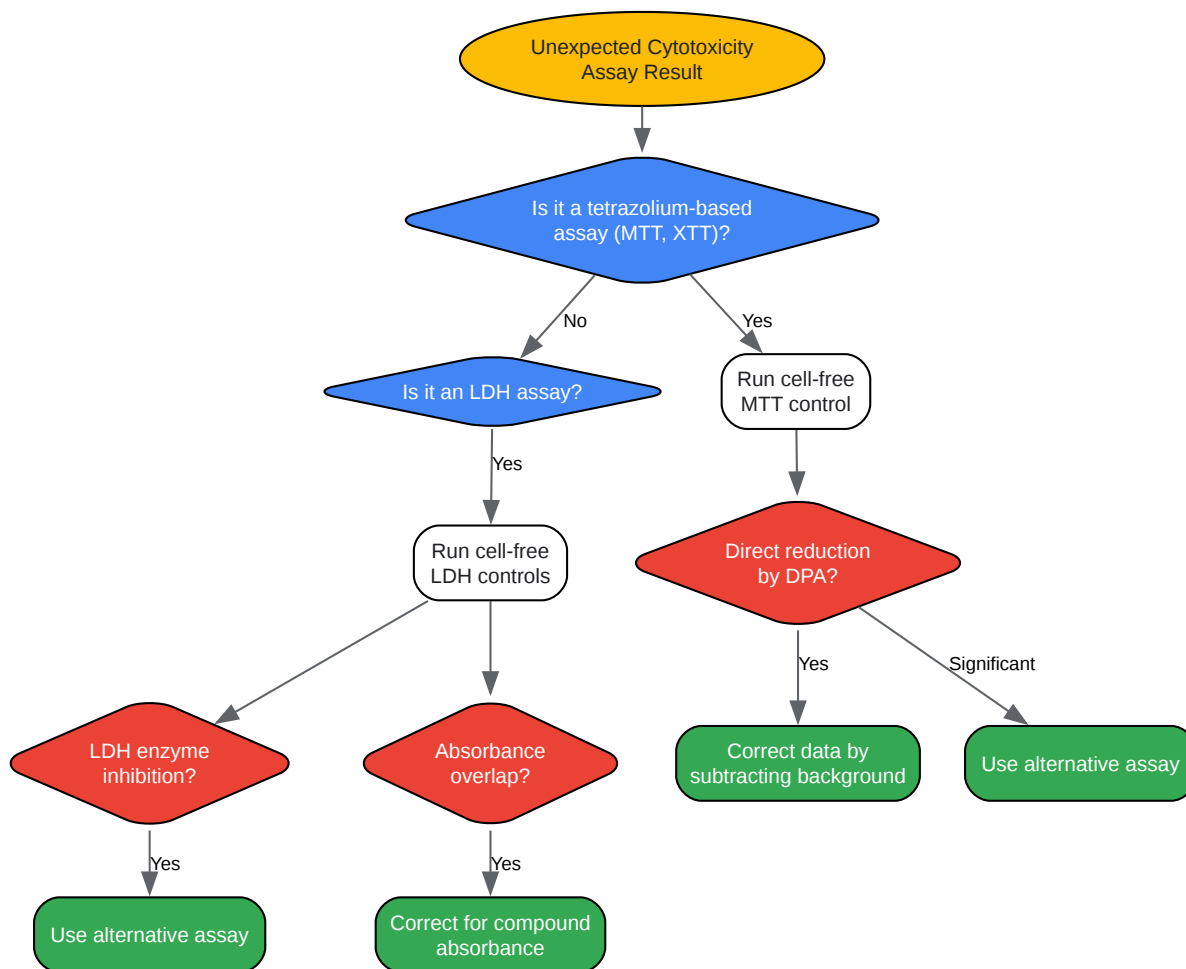 Unexpected Cytotoxicity
Assay Result
Is it a tetrazolium-based
assay (MTT, XTT)?
No
Yes
Is it an LDH assay?
Run cell-free
MTT control
Yes
Run cell-free
LDH controls
Direct reduction
by DPA?
Yes
Significant
LDH enzyme
inhibition?
Absorbance
overlap?
Correct data by
subtracting background
Use alternative assay
Yes
Yes
Use alternative assay
Correct for compound
absorbance